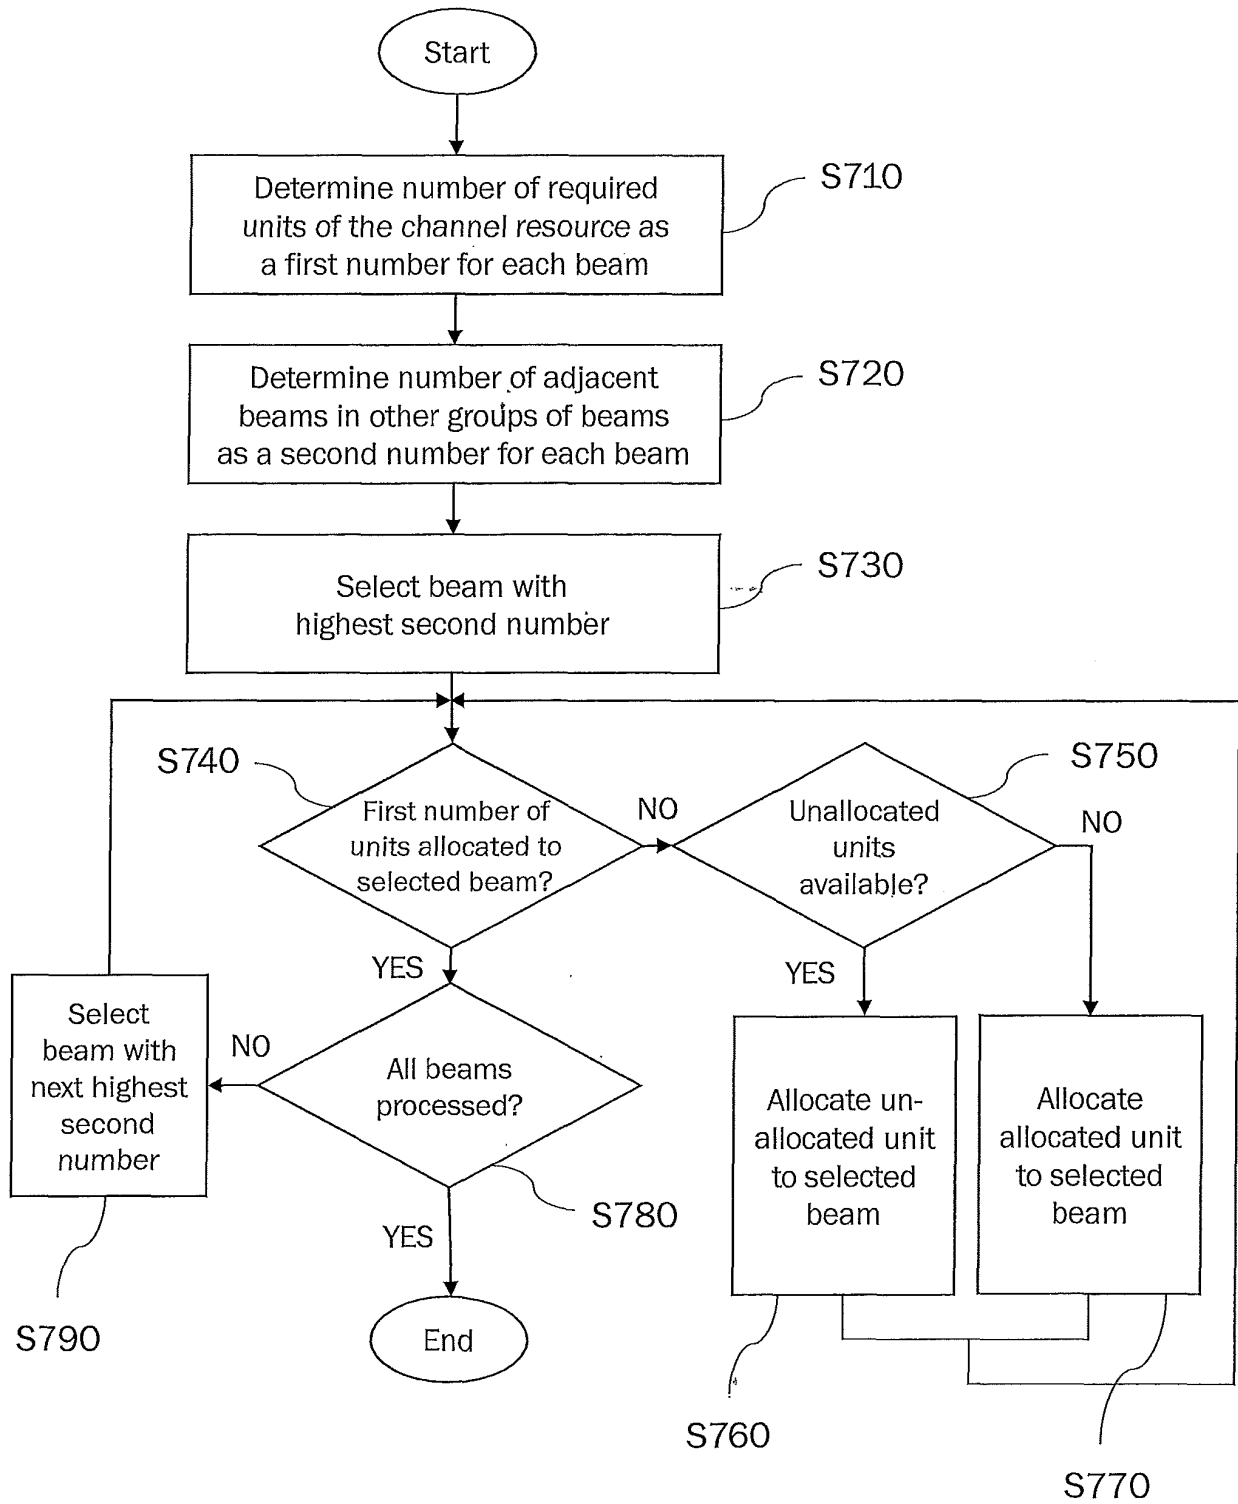 Start
Determine number of required
units of the channel resource as
a first number for each beam
S710
Determine number of adjacent
beams in other groups of beams
as a second number for each beam
S720
Select beam with
highest second number
S730
S740
First number of
units allocated to
selected beam?
NO
S750
Unallocated
units
available?
NO
YES
YES
Select
beam with
next highest
second
number
NO
All beams
processed?
Allocate un-
allocated unit
to selected
beam
Allocate
allocated unit
to selected
beam
S780
YES
S790
End
S760
S770